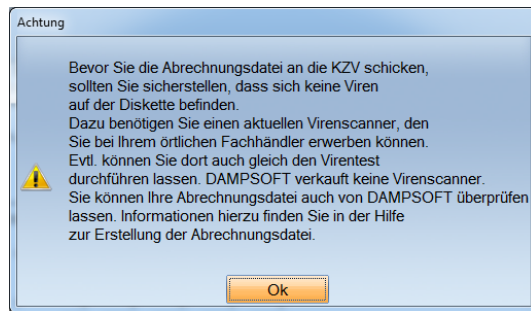 Achtung
Bevor Sie die Abrechnungsdatei an die KZV schicken,
sollten Sie sicherstellen, dass sich keine Viren
auf der Diskette befinden.
Dazu benötigen Sie einen aktuellen Virenscanner, den
Sie bei Ihrem örtlichen Fachhändler erwerben können.
Evtl. können Sie dort auch gleich den Virentest
durchführen lassen. DAMPSOFT verkauft keine Virenscanner.
Sie können Ihre Abrechnungsdatei auch von DAMPSOFT überprüfen
lassen. Informationen hierzu finden Sie in der Hilfe
zur Erstellung der Abrechnungsdatei.
Ok